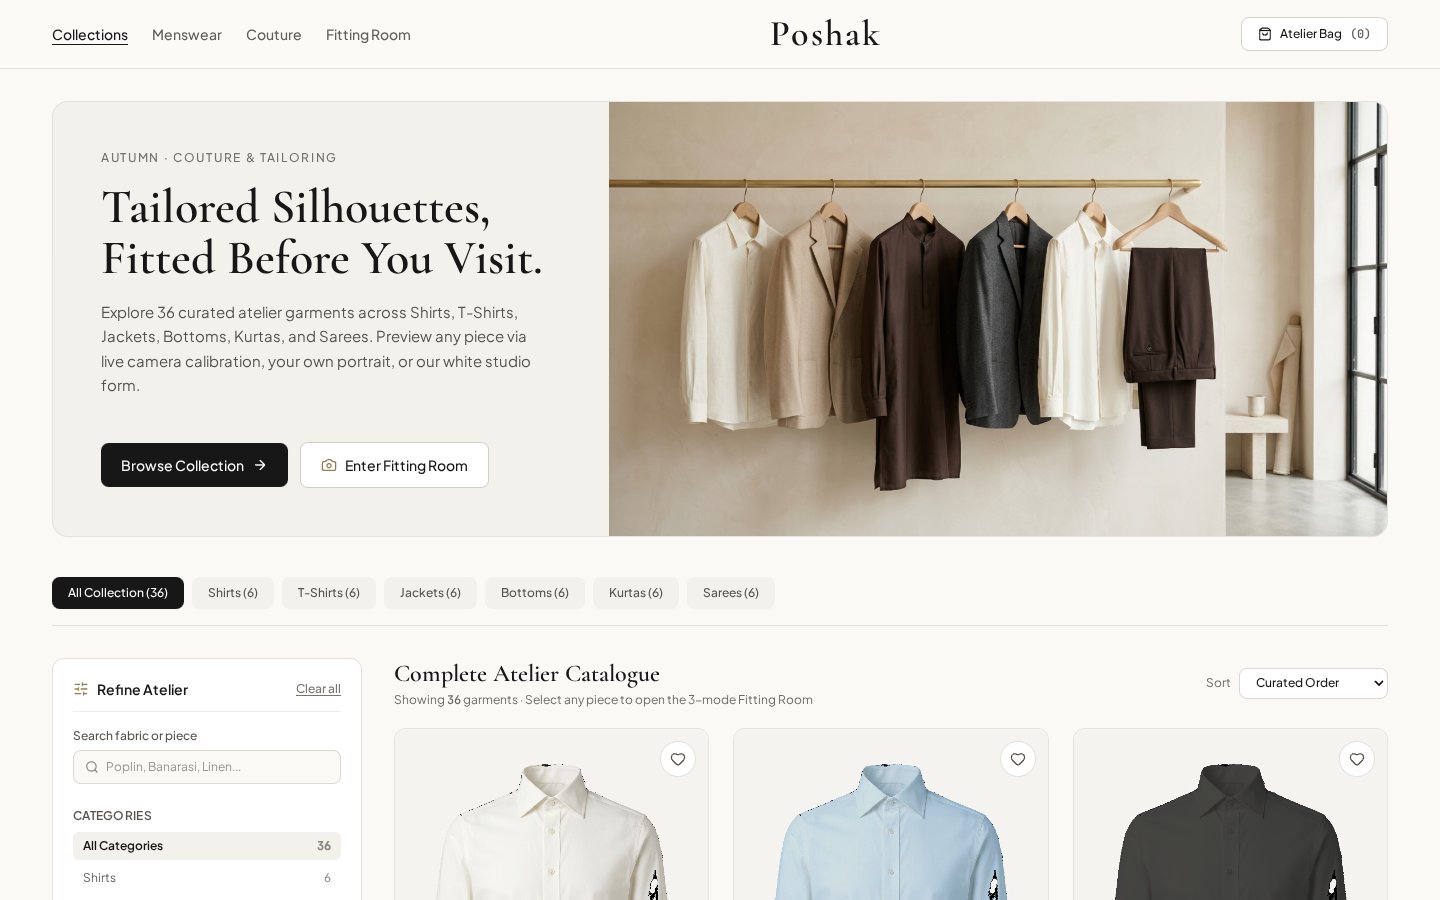 Collections
Menswear
Couture
Fitting Room
Poshak
Atelier Bag (0)
AUTUMN · COUTURE & TAILORING
Tailored Silhouettes,
Fitted Before You Visit.
Explore 36 curated atelier garments across Shirts, T-Shirts,
Jackets, Bottoms, Kurtas, and Sarees. Preview any piece via
live camera calibration, your own portrait, or our white studio
form.
Browse Collection
Enter Fitting Room
All Collection (36)
Shirts (6)
T-Shirts (6)
Jackets (6)
Bottoms (6)
Kurtas (6)
Sarees (6)
Refine Atelier
Clear all
Search fabric or piece
Poplin, Banarasi, Linen...
CATEGORIES
All Categories 36
Shirts 6
Complete Atelier Catalogue
Showing 36 garments · Select any piece to open the 3-mode Fitting Room
Sort
Curated Order